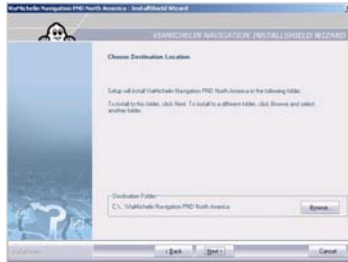 ViaMichelin Navigation PND North America - InstallShield Wizard
VIAMICHELIN NAVIGATION INSTALLSHIELD WIZARD
Choose Destination Location
Setup will install ViaMichelin Navigation PND North America in the following folder.
To install to this folder, click Next. To install to a different folder, click Browse and select
another folder.
Destination Folder
C:\...\ViaMichelin Navigation PND North America
Browse...
InstallShield
< Back
Next >
Cancel